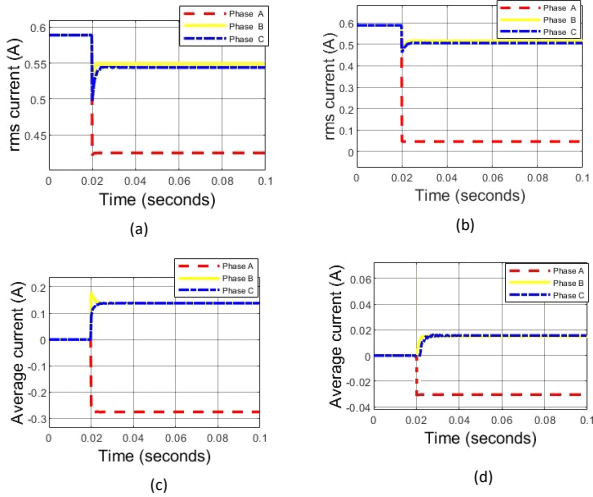 Phase A
Phase B
Phase C
0.6
0.55
0.5
0.45
rms current (A)
0 0.02 0.04 0.06 0.08 0.1
Time (seconds)
(a)
Phase A
Phase B
Phase C
0.6
0.5
0.4
0.3
0.2
0.1
0
rms current (A)
0 0.02 0.04 0.06 0.08 0.1
Time (seconds)
(b)
Phase A
Phase B
Phase C
0.2
0.1
0
-0.1
-0.2
-0.3
Average current (A)
0 0.02 0.04 0.06 0.08 0.1
Time (seconds)
(c)
Phase A
Phase B
Phase C
0.06
0.04
0.02
0
-0.02
-0.04
Average current (A)
0 0.02 0.04 0.06 0.08 0.1
Time (seconds)
(d)